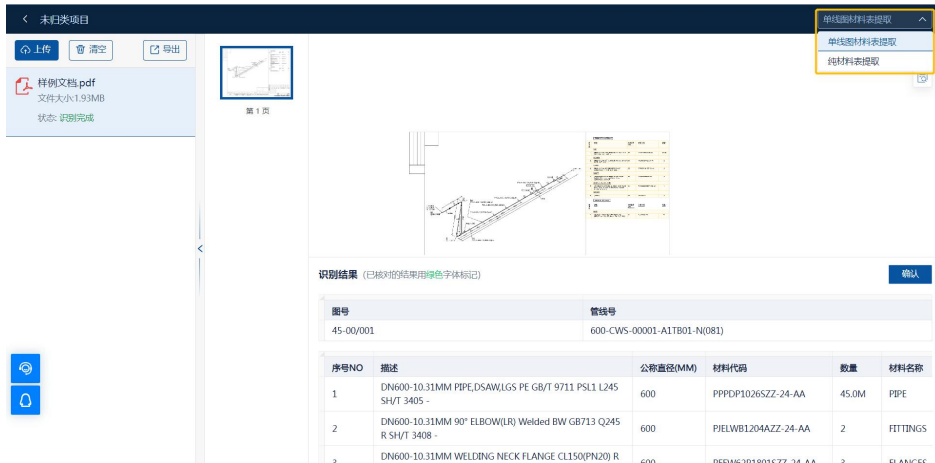 未归类项目
单线图材料表提取
单线图材料表提取
纯材料表提取
上传 清空 导出
样例文档.pdf
文件大小:1.93MB
状态: 识别完成
第 1 页
识别结果 (已核对的结果用绿色字体标记) 确认
图号 管线号
45-00/001 600-CWS-00001-A1TB01-N(081)
序号NO 描述 公称直径(MM) 材料代码 数量 材料名称
1 DN600-10.31MM PIPE,DSAW,LGS PE GB/T 9711 PSL1 L245 600 PPPDP1026SZZ-24-AA 45.0M PIPE
SH/T 3405 -
2 DN600-10.31MM 90° ELBOW(LR) Welded BW GB713 Q245 600 PJELWB1204AZZ-24-AA 2 FITTINGS
R SH/T 3408 -
DN600-10.31MM WELDING NECK FLANGE CL150(PN20) R
3 600 FLANGES